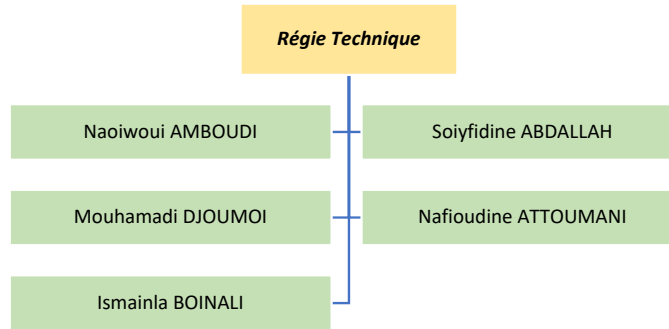 Régie Technique
Naoiwoui AMBOUDI
Soiyfidine ABDALLAH
Mouhamadi DJOUMOI
Nafioudine ATTOUMANI
Ismainla BOINALI